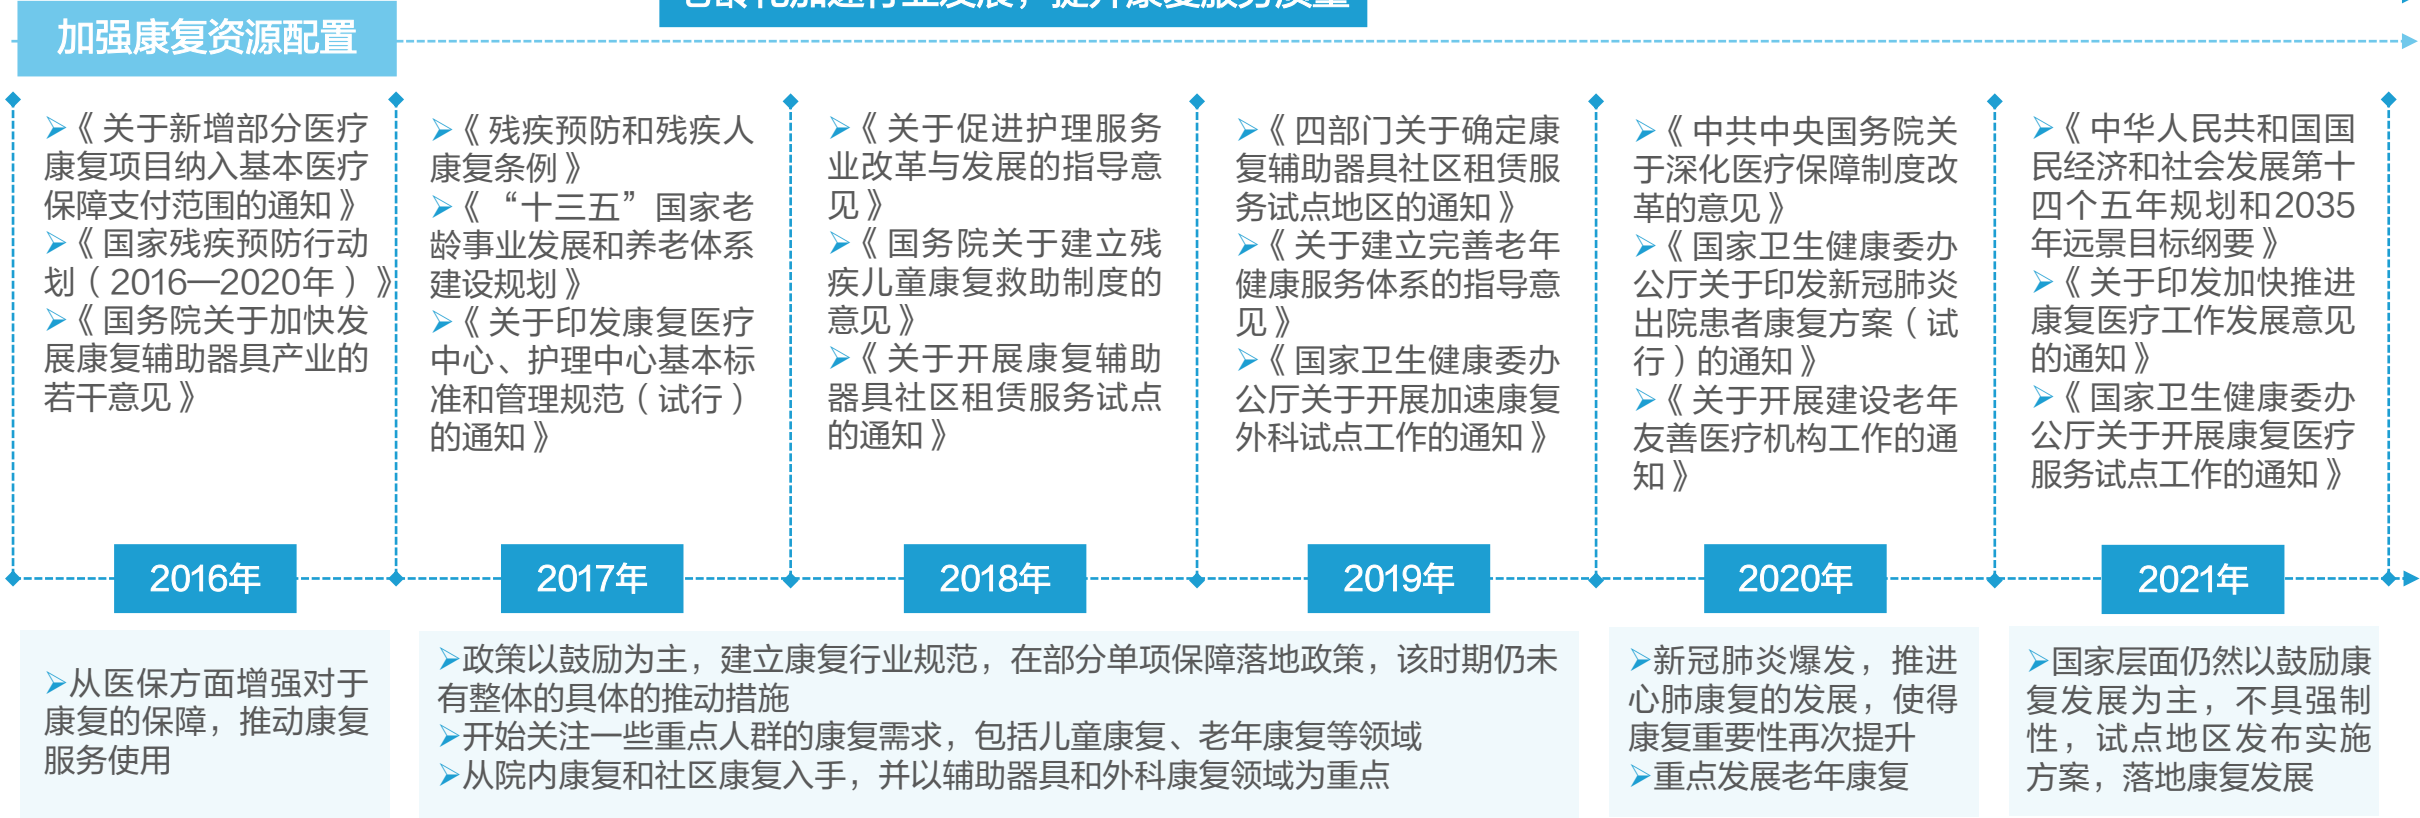 老龄化加速行业发展，提升康复服务质量
加强康复资源配置
➢《关于新增部分医疗
康复项目纳入基本医疗
保障支付范围的通知》
➢《国家残疾预防行动
划（2016—2020年）》
➢《国务院关于加快发
展康复辅助器具产业的
若干意见》
➢《残疾预防和残疾人
康复条例》
➢《“十三五”国家老
龄事业发展和养老体系
建设规划》
➢《关于印发康复医疗
中心、护理中心基本标
准和管理规范（试行）
的通知》
➢《关于促进护理服务
业改革与发展的指导意
见》
➢《国务院关于建立残
疾儿童康复救助制度的
意见》
➢《关于开展康复辅助
器具社区租赁服务试点
的通知》
➢《四部门关于确定康
复辅助器具社区租赁服
务试点地区的通知》
➢《关于建立完善老年
健康服务体系的指导意
见》
➢《国家卫生健康委办
公厅关于开展加速康复
外科试点工作的通知》
➢《中共中央国务院关
于深化医疗保障制度改
革的意见》
➢《国家卫生健康委办
公厅关于印发新冠肺炎
出院患者康复方案（试
行）的通知》
➢《关于开展建设老年
友善医疗机构工作的通
知》
➢《中华人民共和国国
民经济和社会发展第十
四个五年规划和2035
年远景目标纲要》
➢《关于印发加快推进
康复医疗工作发展意见
的通知》
➢《国家卫生健康委办
公厅关于开展康复医疗
服务试点工作的通知》
2016年
2017年
2018年
2019年
2020年
2021年
➢从医保方面增强对于
康复的保障，推动康复
服务使用
➢政策以鼓励为主，建立康复行业规范，在部分单项保障落地政策，该时期仍未
有整体的具体的推动措施
➢开始关注一些重点人群的康复需求，包括儿童康复、老年康复等领域
➢从院内康复和社区康复入手，并以辅助器具和外科康复领域为重点
➢新冠肺炎爆发，推进
心肺康复的发展，使得
康复重要性再次提升
➢重点发展老年康复
➢国家层面仍然以鼓励康
复发展为主，不具强制
性，试点地区发布实施
方案，落地康复发展